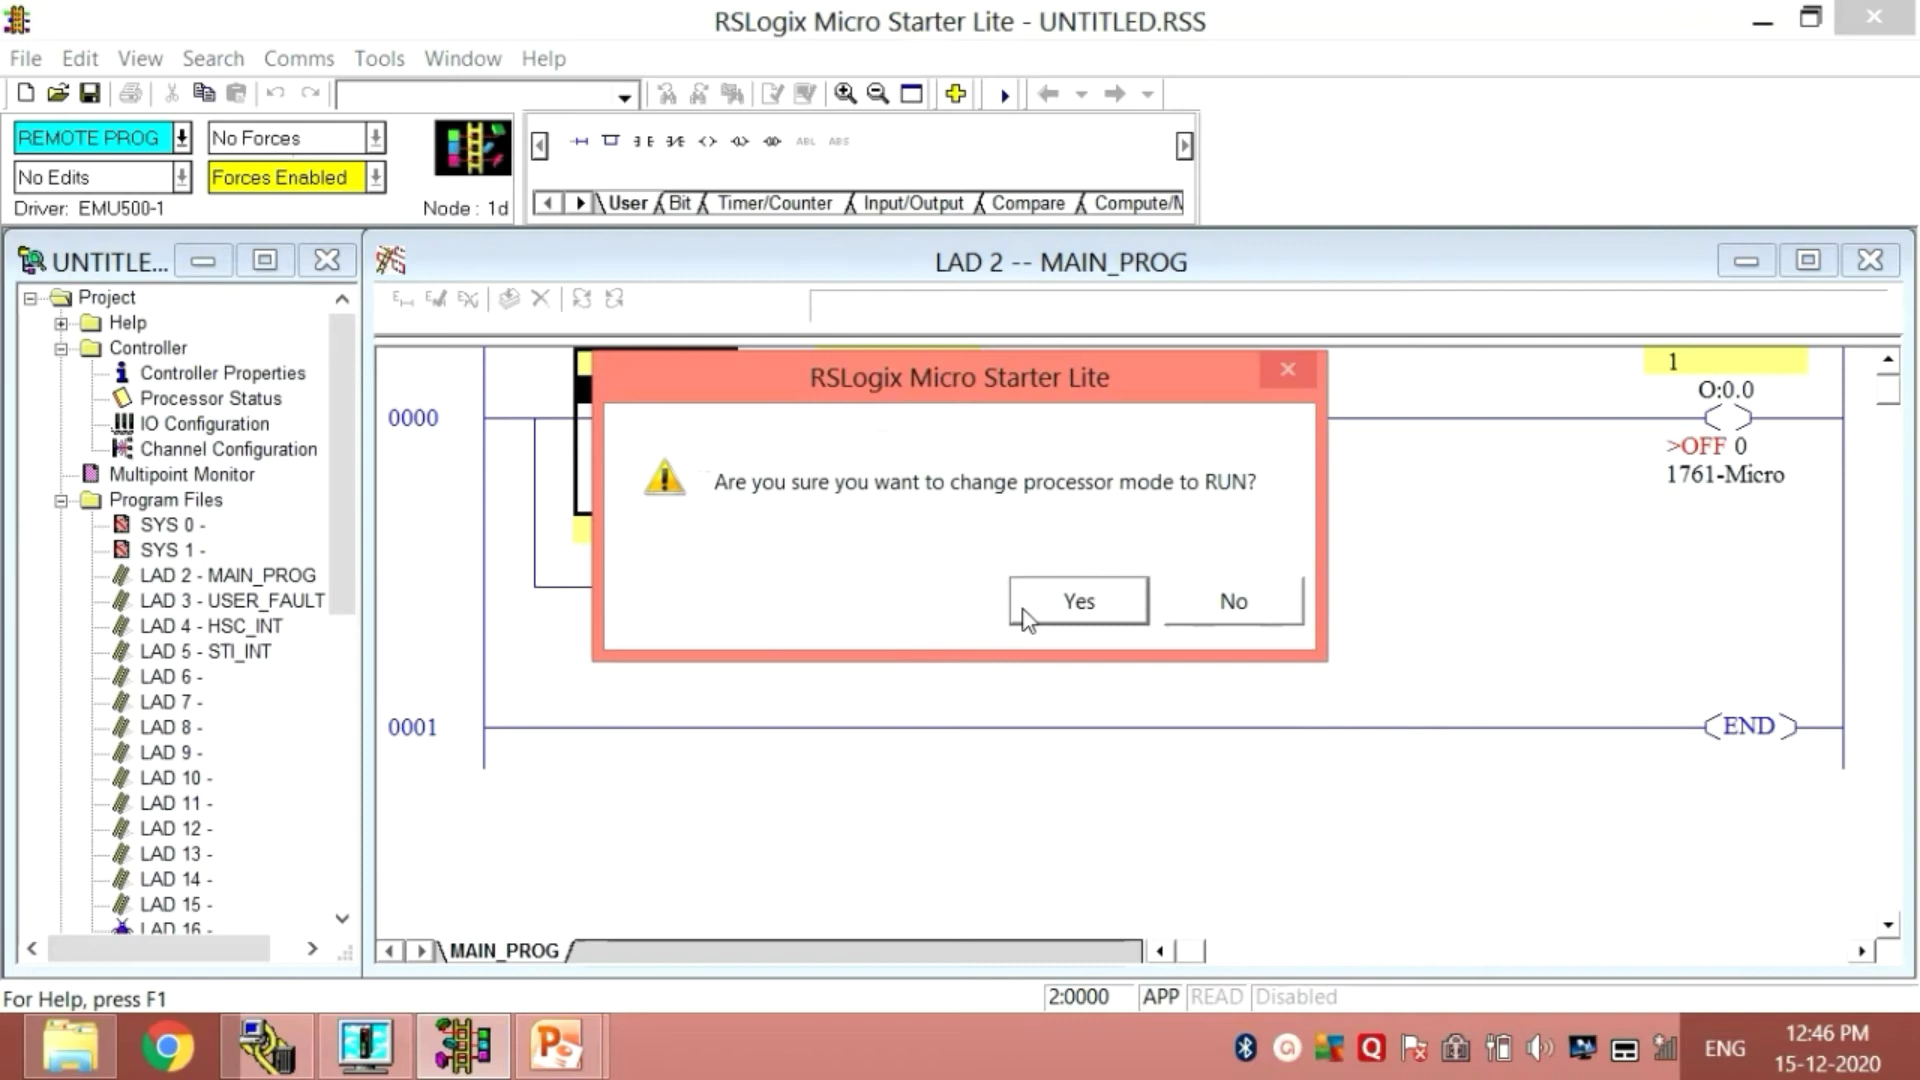 RSLogix Micro Starter Lite - UNTITLED.RSS
File Edit View Search Comms Tools Window Help
REMOTE PROG
No Forces
No Edits
Forces Enabled
Driver: EMU500-1
Node : 1d
ABL ABS
User Bit Timer/Counter Input/Output Compare Compute/M
UNTITLE...
Project
Help
Controller
Controller Properties
Processor Status
IO Configuration
Channel Configuration
Multipoint Monitor
Program Files
SYS 0 -
SYS 1 -
LAD 2 - MAIN_PROG
LAD 3 - USER_FAULT
LAD 4 - HSC_INT
LAD 5 - STI_INT
LAD 6 -
LAD 7 -
LAD 8 -
LAD 9 -
LAD 10 -
LAD 11 -
LAD 12 -
LAD 13 -
LAD 14 -
LAD 15 -
LAD 16 -
LAD 2 -- MAIN_PROG
0000
1
O:0.0
>OFF 0
1761-Micro
RSLogix Micro Starter Lite
Are you sure you want to change processor mode to RUN?
Yes
No
0001
END
MAIN_PROG
For Help, press F1
2:0000 APP READ Disabled
ENG
12:46 PM
15-12-2020